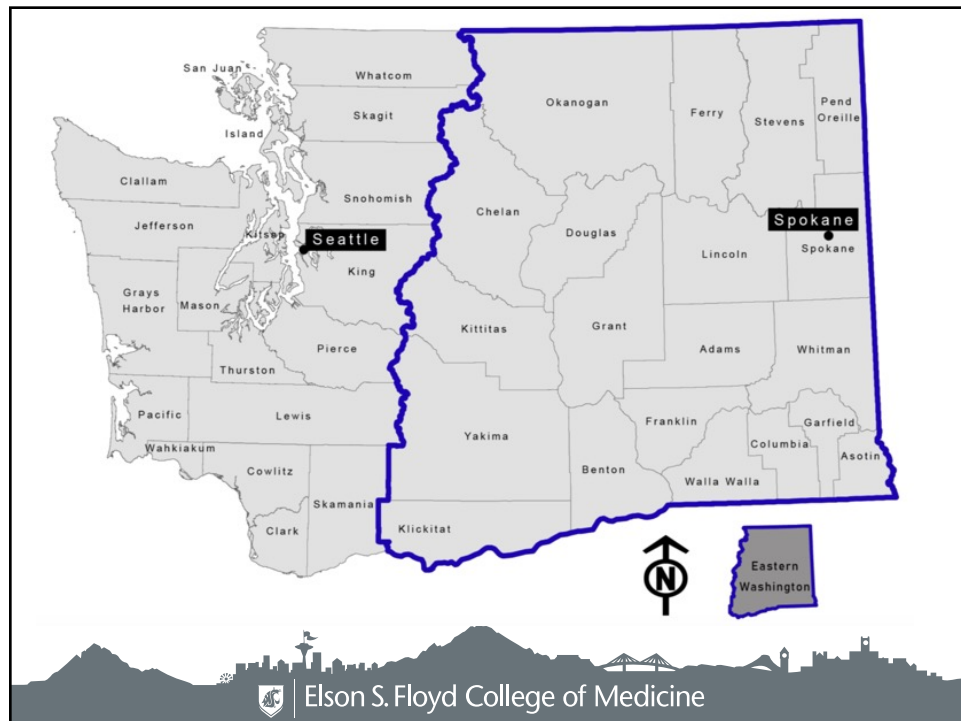 San Juan
Whatcom
Okanogan
Ferry
Stevens
Pend
Oreille
Skagit
Island
Clallam
Snohomish
Jefferson
Chelan
Kitsap
Seattle
Douglas
Spokane
Spokane
Lincoln
King
Grays
Harbor
Mason
Kittitas
Grant
Pierce
Adams
Whitman
Thurston
Pacific
Lewis
Yakima
Franklin
Garfield
Wahkiakum
Columbia
Asotin
Cowlitz
Benton
Walla Walla
Skamania
Clark
Klickitat
N
Eastern
Washington
Elson S. Floyd College of Medicine